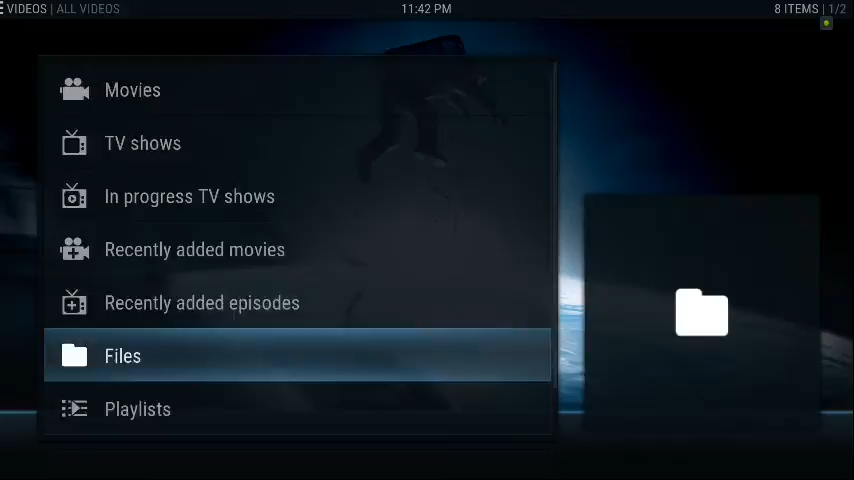 VIDEOS | ALL VIDEOS
11:42 PM
8 ITEMS | 1/2
Movies
TV shows
In progress TV shows
Recently added movies
Recently added episodes
Files
Playlists